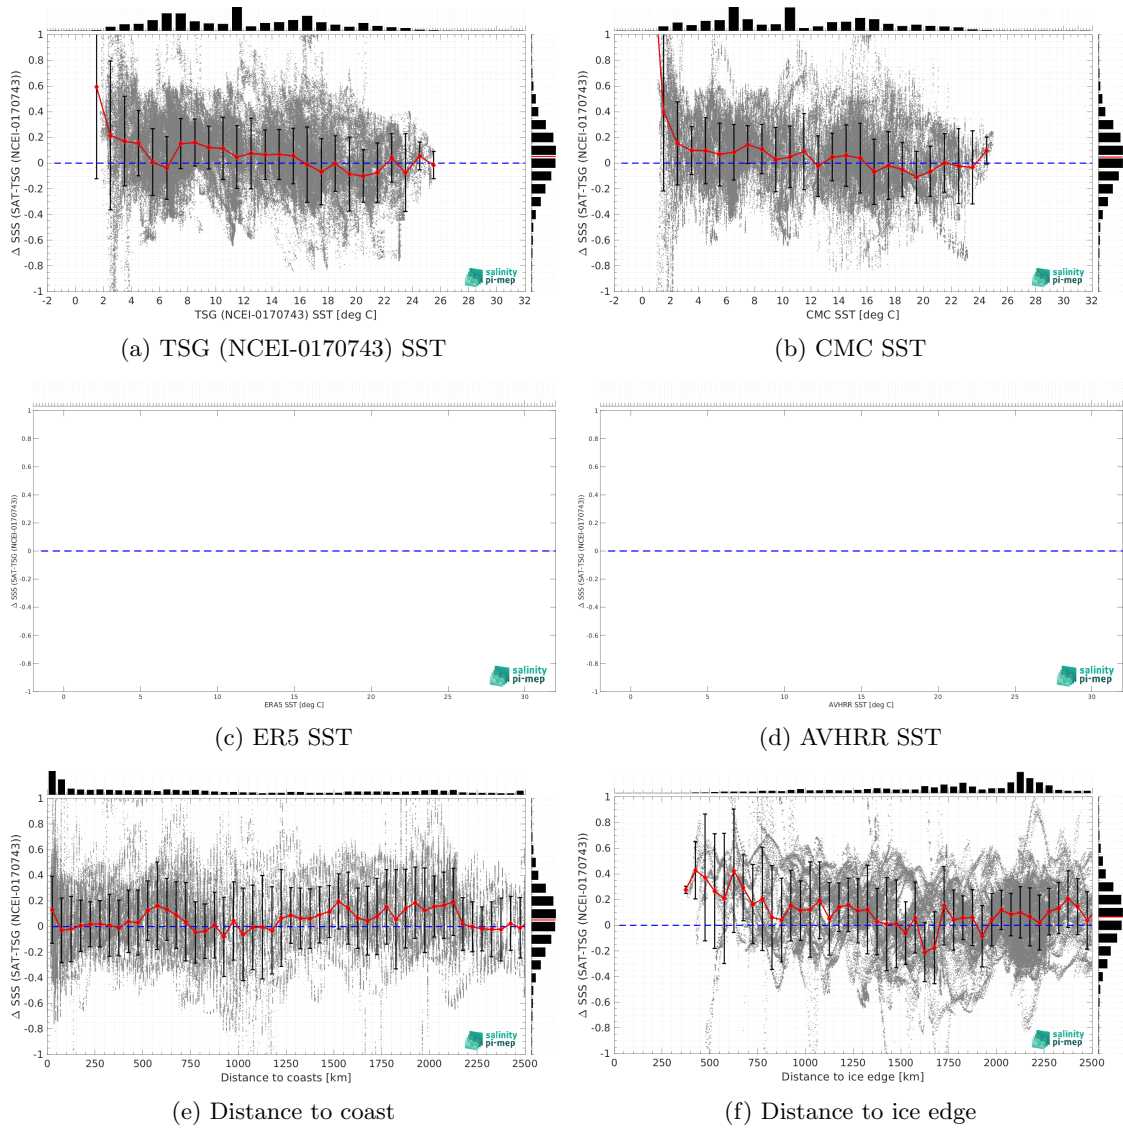 Δ SSS (SAT-TSG (NCEI-0170743))
1
0.8
0.6
0.4
0.2
0
-0.2
-0.4
-0.6
-0.8
-1
-2 0 2 4 6 8 10 12 14 16 18 20 22 24 26 28 30 32
TSG (NCEI-0170743) SST [deg C]
salinity
pi-mep
(a) TSG (NCEI-0170743) SST
Δ SSS (SAT-TSG (NCEI-0170743))
1
0.8
0.6
0.4
0.2
0
-0.2
-0.4
-0.6
-0.8
-1
-2 0 2 4 6 8 10 12 14 16 18 20 22 24 26 28 30 32
CMC SST [deg C]
salinity
pi-mep
(b) CMC SST
Δ SSS (SAT-TSG (NCEI-0170743))
1
0.8
0.6
0.4
0.2
0
-0.2
-0.4
-0.6
-0.8
-1
0 5 10 15 20 25 30
ERA5 SST [deg C]
salinity
pi-mep
(c) ER5 SST
Δ SSS (SAT-TSG (NCEI-0170743))
1
0.8
0.6
0.4
0.2
0
-0.2
-0.4
-0.6
-0.8
-1
0 5 10 15 20 25 30
AVHRR SST [deg C]
salinity
pi-mep
(d) AVHRR SST
Δ SSS (SAT-TSG (NCEI-0170743))
1
0.8
0.6
0.4
0.2
0
-0.2
-0.4
-0.6
-0.8
-1
0 250 500 750 1000 1250 1500 1750 2000 2250 2500
Distance to coasts [km]
salinity
pi-mep
(e) Distance to coast
Δ SSS (SAT-TSG (NCEI-0170743))
1
0.8
0.6
0.4
0.2
0
-0.2
-0.4
-0.6
-0.8
-1
0 250 500 750 1000 1250 1500 1750 2000 2250 2500
Distance to ice edge [km]
salinity
pi-mep
(f) Distance to ice edge